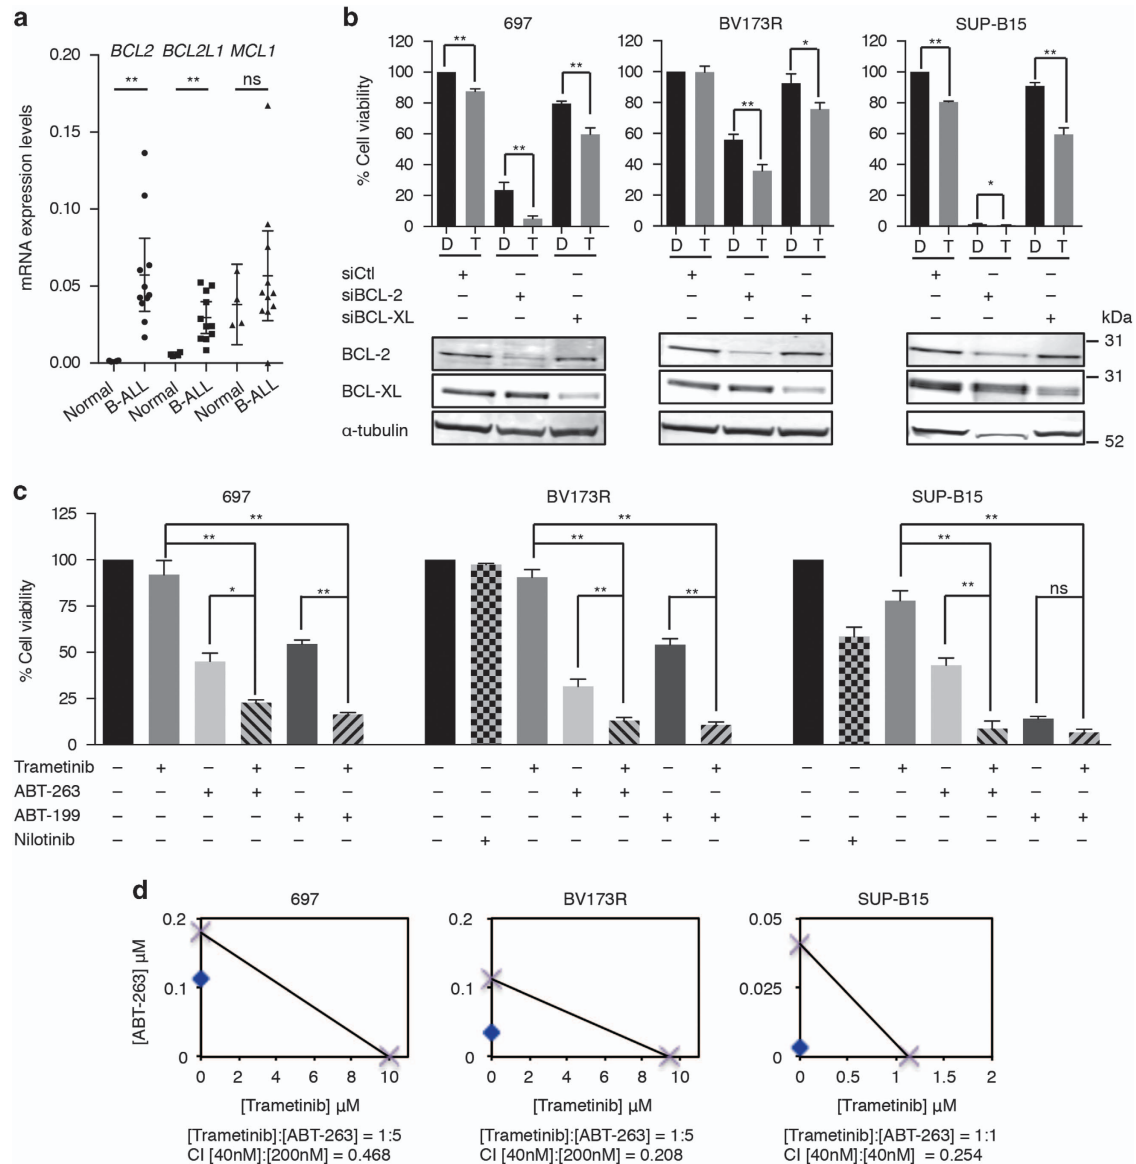 a
BCL2 BCL2L1 MCL1
** ** ns
0.20
0.15
0.10
0.05
0.00
mRNA expression levels
Normal B-ALL Normal B-ALL Normal B-ALL
b
697 BV173R SUP-B15
% Cell viability
120 120 120
100 100 100
80 80 80
60 60 60
40 40 40
20 20 20
0 0 0
** ** **
** *
** **
** *
D T D T D T D T D T D T D T D T D T
siCtl + – – + – – + – –
siBCL-2 – + – – + – – + –
siBCL-XL – – + – – + – – + kDa
BCL-2 31
BCL-XL 31
α-tubulin 52
c
697 BV173R SUP-B15
% Cell viability
125
100
75
50
25
0
** ** **
** ** **
* ** ** ** ** ns
Trametinib – + – + – + – – + – + – + – – + – + – +
ABT-263 – – + + – – – – – + + – – – – – + + – –
ABT-199 – – – – + + – – – – – + + – – – – – + +
Nilotinib – – – – – – – + – – – – – – + – – – – –
d
697 BV173R SUP-B15
[ABT-263] µM
0.2 0.2 0.05
0.1 0.1 0.025
0 0 0
0 2 4 6 8 10 0 2 4 6 8 10 0 0.5 1 1.5 2
[Trametinib] µM [Trametinib] µM [Trametinib] µM
[Trametinib]:[ABT-263] = 1:5 [Trametinib]:[ABT-263] = 1:5 [Trametinib]:[ABT-263] = 1:1
CI [40nM]:[200nM] = 0.468 CI [40nM]:[200nM] = 0.208 CI [40nM]:[40nM] = 0.254